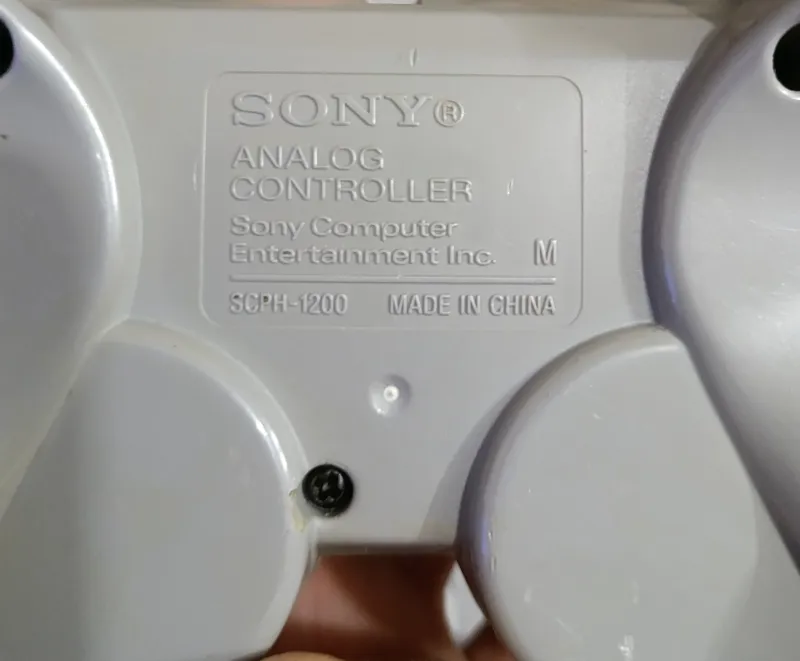 SONY®
ANALOG
CONTROLLER
Sony Computer
Entertainment Inc. M
SCPH-1200 MADE IN CHINA